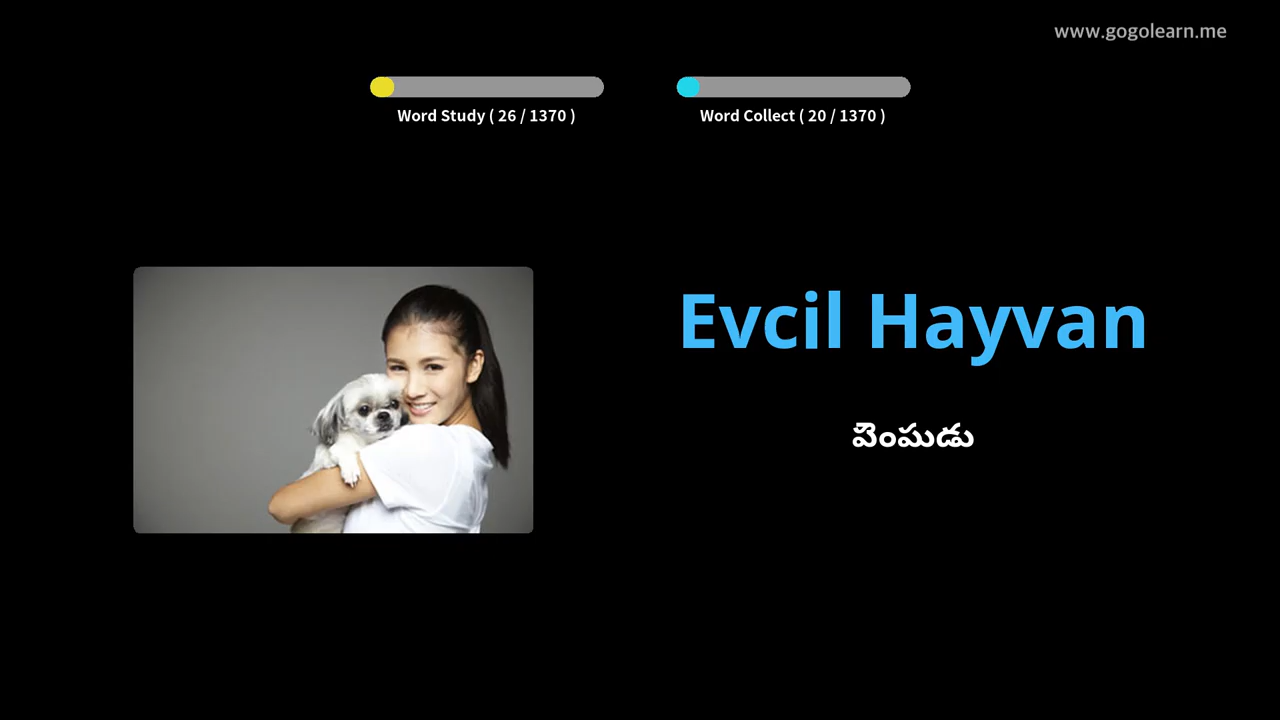 www.gogolearn.me
Word Study ( 26 / 1370 )
Word Collect ( 20 / 1370 )
Evcil Hayvan
పెంపుడు